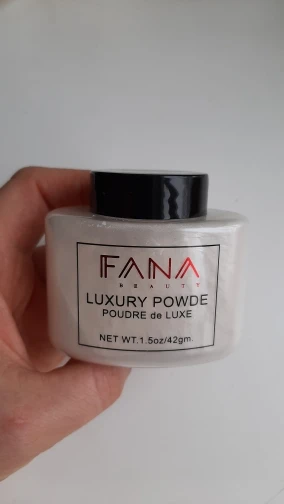 FANA
BEAUTY
LUXURY POWDE
POUDRE de LUXE
NET WT.1.5oz/42gm.